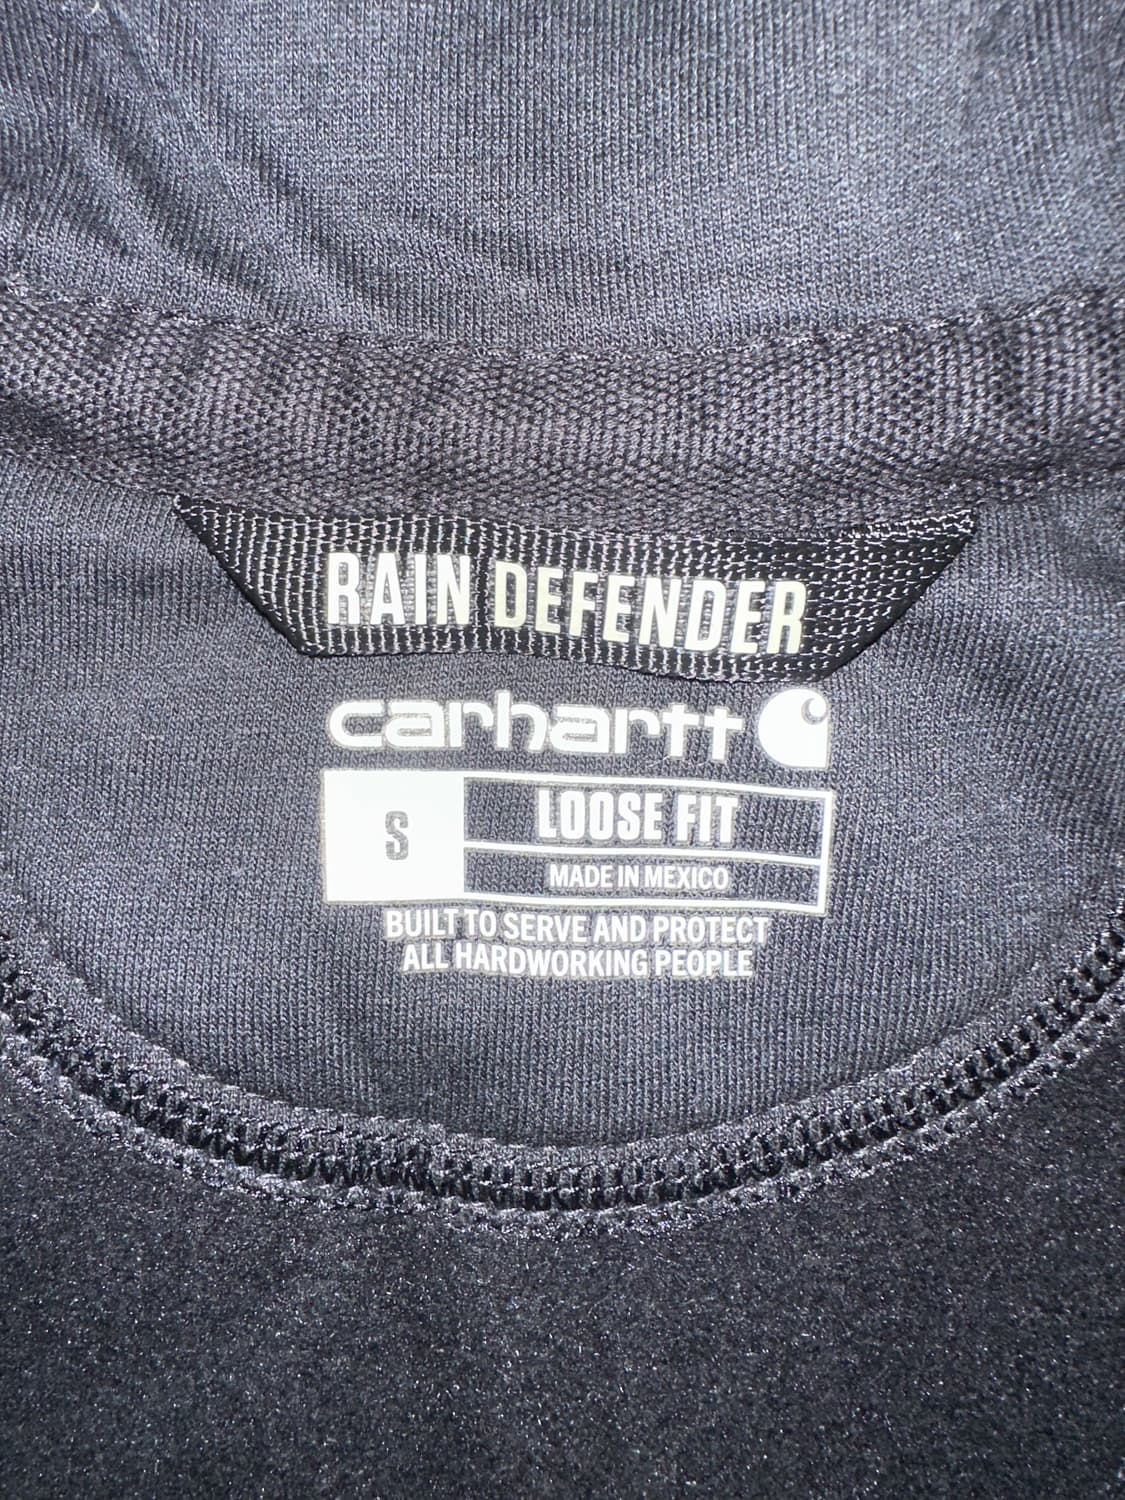 RAIN DEFENDER
carhartt
S
LOOSE FIT
MADE IN MEXICO
BUILT TO SERVE AND PROTECT
ALL HARDWORKING PEOPLE